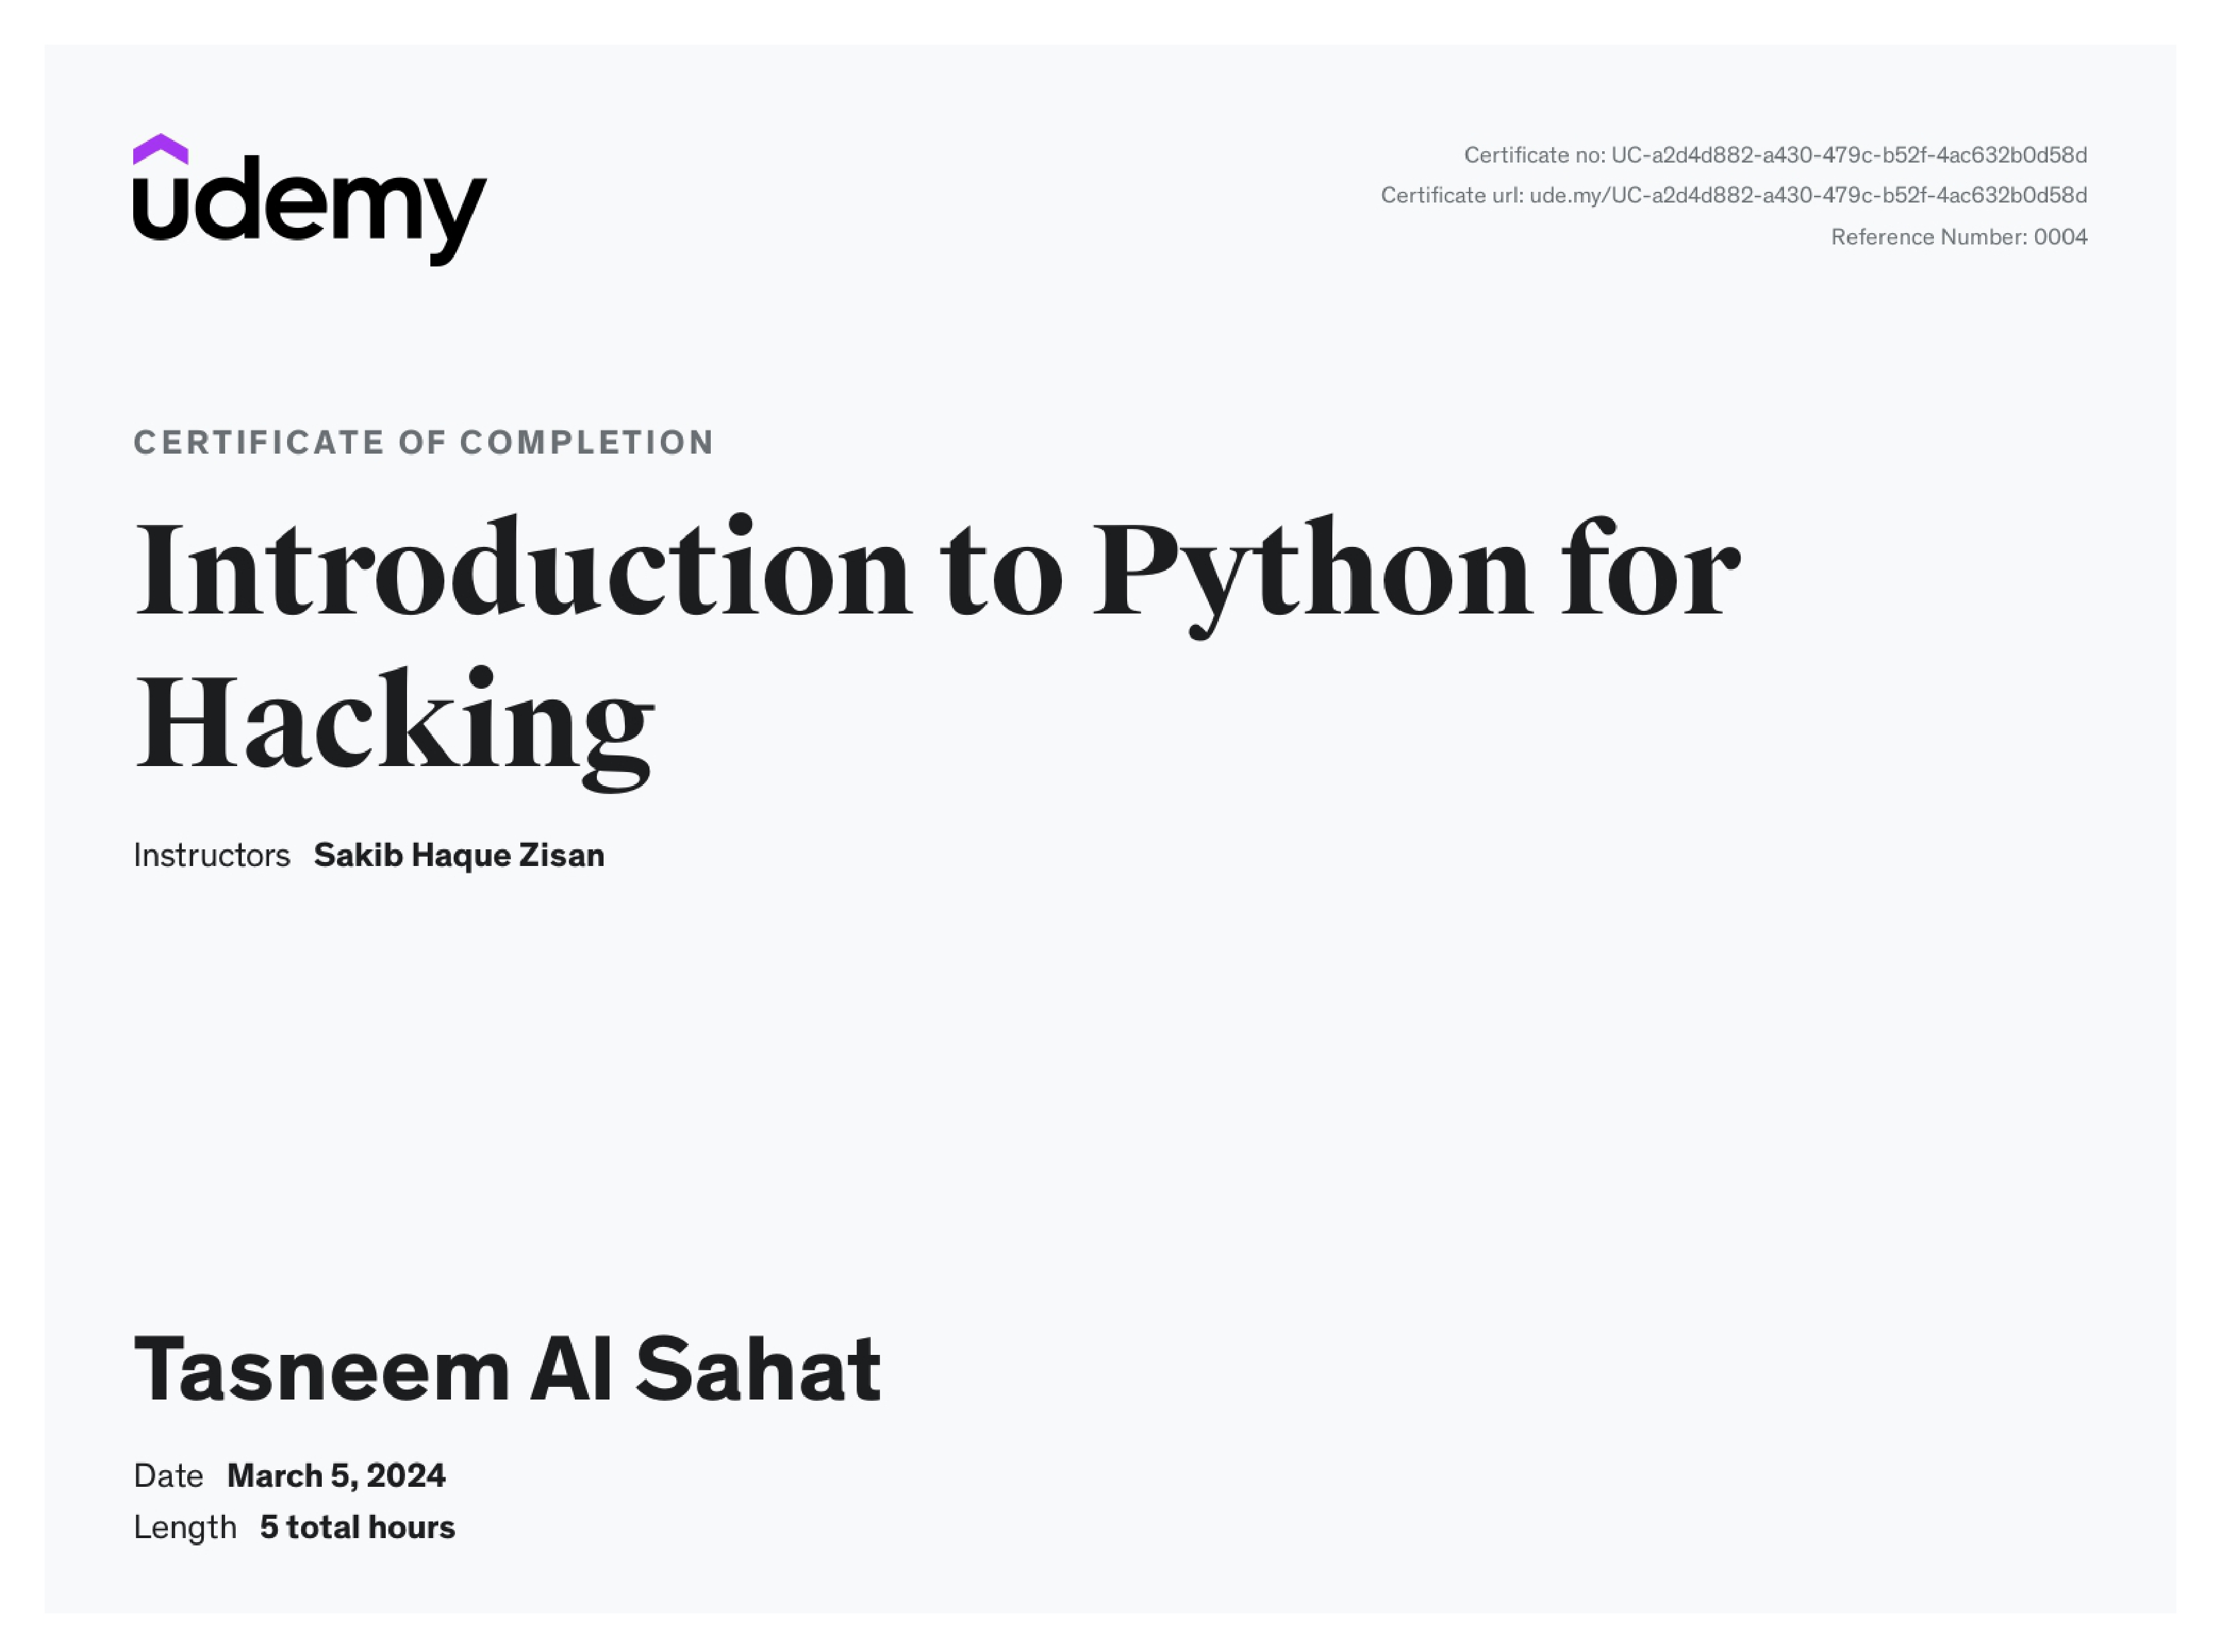 udemy
Certificate no: UC-a2d4d882-a430-479c-b52f-4ac632b0d58d
Certificate url: ude.my/UC-a2d4d882-a430-479c-b52f-4ac632b0d58d
Reference Number: 0004
CERTIFICATE OF COMPLETION
Introduction to Python for
Hacking
Instructors Sakib Haque Zisan
Tasneem Al Sahat
Date March 5, 2024
Length 5 total hours